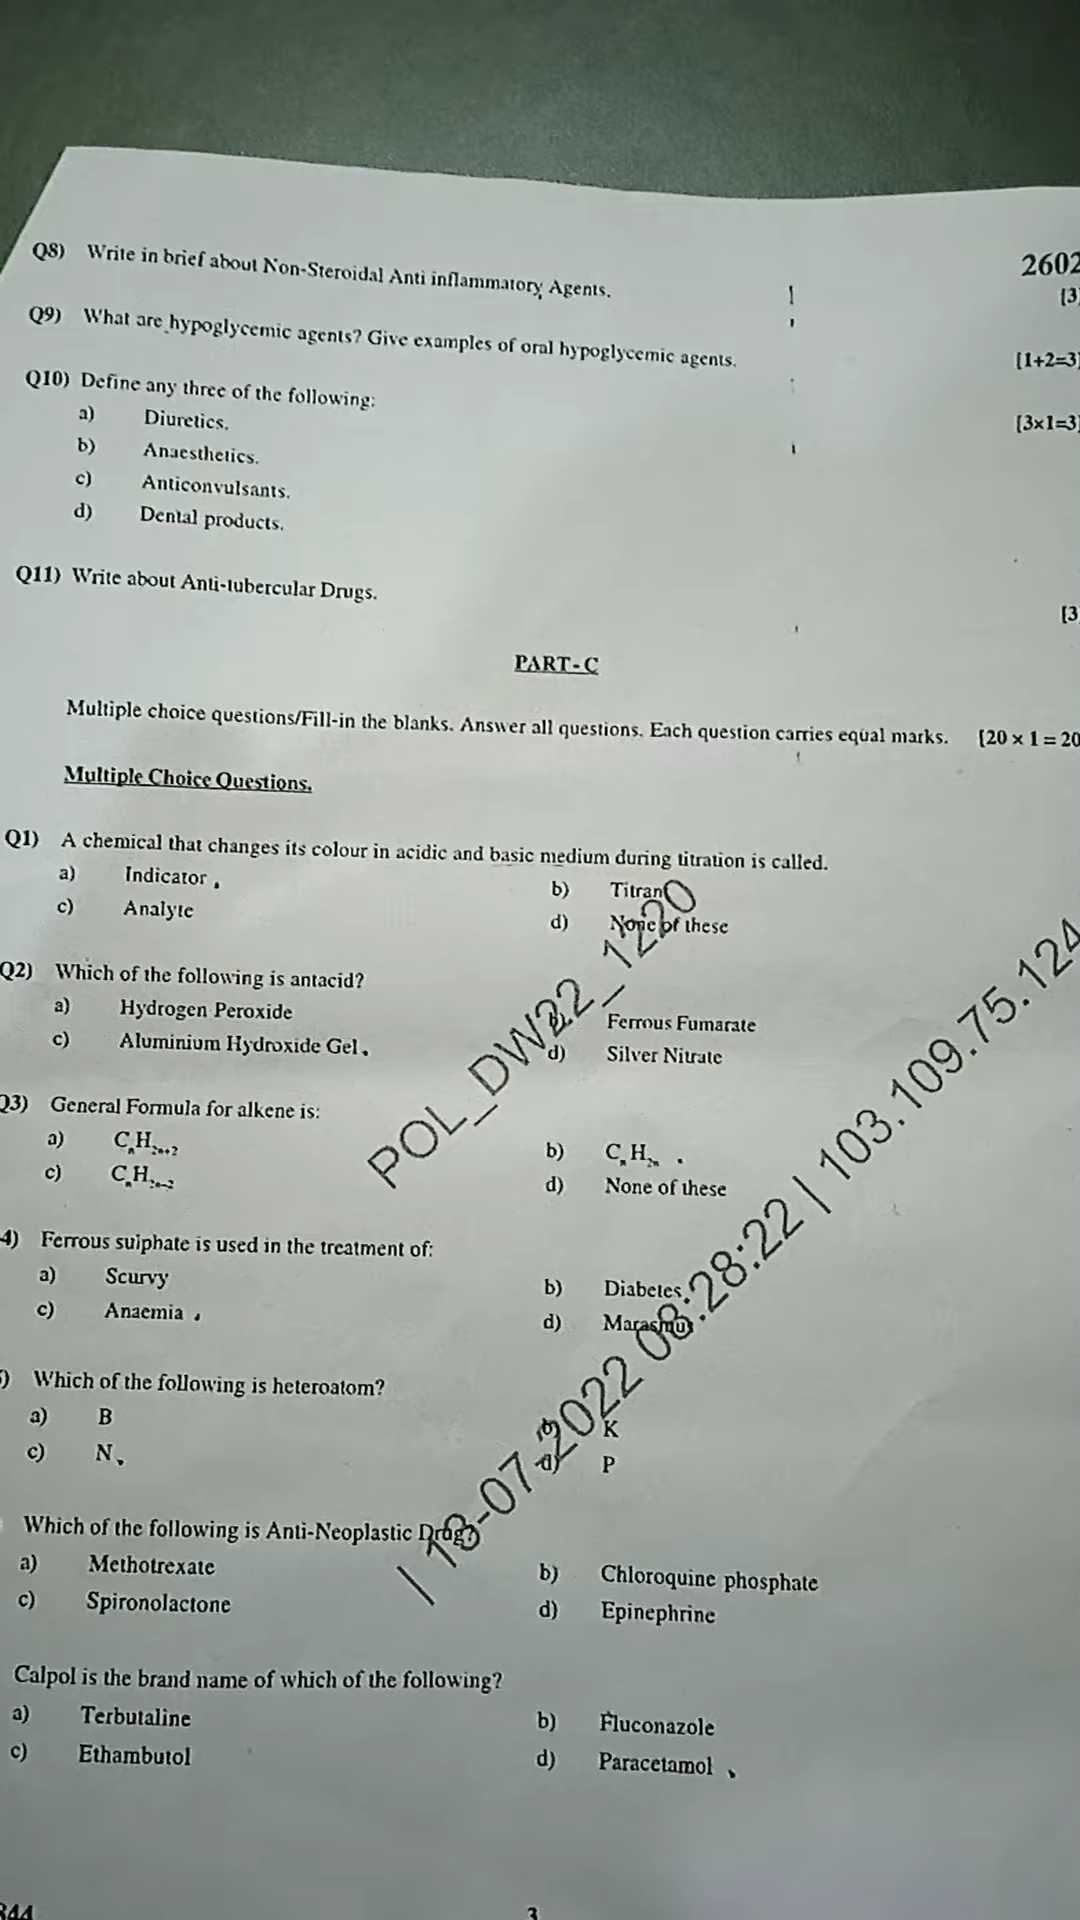 2602
Q8) Write in brief about Non-Steroidal Anti inflammatory Agents. [3]
Q9) What are hypoglycemic agents? Give examples of oral hypoglycemic agents. [1+2=3]
Q10) Define any three of the following: [3×1=3]
a) Diuretics.
b) Anaesthetics.
c) Anticonvulsants.
d) Dental products.
Q11) Write about Anti-tubercular Drugs. [3
PART-C
Multiple choice questions/Fill-in the blanks. Answer all questions. Each question carries equal marks. [20 × 1 = 20
Multiple Choice Questions.
Q1) A chemical that changes its colour in acidic and basic medium during titration is called.
a) Indicator b) Titrant
c) Analyte d) None of these
Q2) Which of the following is antacid?
a) Hydrogen Peroxide b) Ferrous Fumarate
c) Aluminium Hydroxide Gel d) Silver Nitrate
Q3) General Formula for alkene is:
a) CₙH₂ₙ₊₂ b) CₙH₂ₙ
c) CₙH₂ₙ₋₂ d) None of these
4) Ferrous sulphate is used in the treatment of:
a) Scurvy b) Diabetes
c) Anaemia d) Marasmus
) Which of the following is heteroatom?
a) B b) K
c) N d) P
Which of the following is Anti-Neoplastic Drug?
a) Methotrexate b) Chloroquine phosphate
c) Spironolactone d) Epinephrine
Calpol is the brand name of which of the following?
a) Terbutaline b) Fluconazole
c) Ethambutol d) Paracetamol
344 3
POL_DW22_1220
| 13-07-2022 08:28:22 | 103.109.75.124